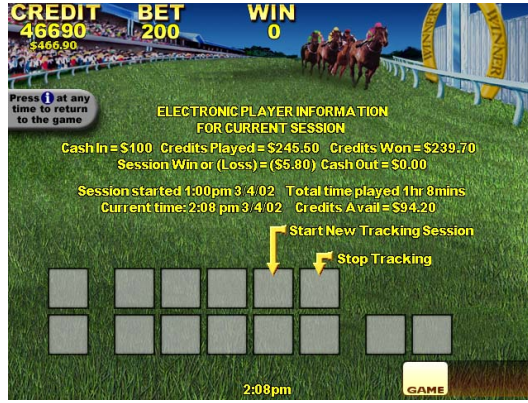 CREDIT BET WIN
46690 200 0
$466.90
WINNER WINNER
Press i at any
time to return
to the game
ELECTRONIC PLAYER INFORMATION
FOR CURRENT SESSION
Cash In = $100 Credits Played = $245.50 Credits Won = $239.70
Session Win or (Loss) = ($5.80) Cash Out = $0.00
Session started 1:00pm 3/4/02 Total time played 1hr 8mins
Current time: 2:08 pm 3/4/02 Credits Avail = $94.20
Start New Tracking Session
Stop Tracking
GAME
2:08pm